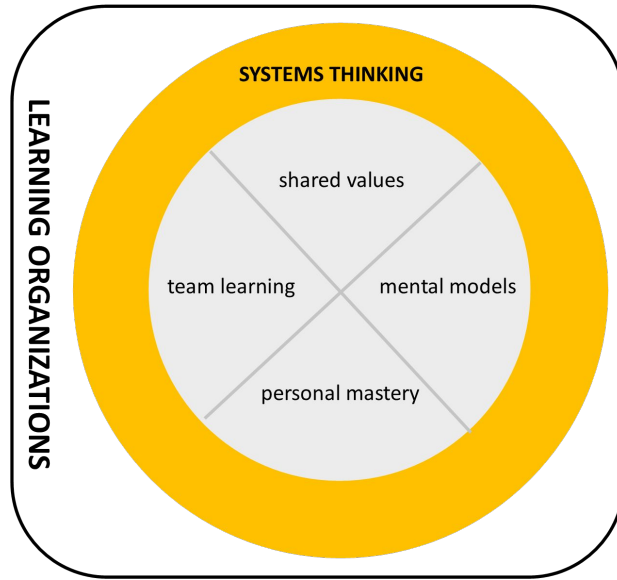 LEARNING ORGANIZATIONS
SYSTEMS THINKING
shared values
team learning
mental models
personal mastery